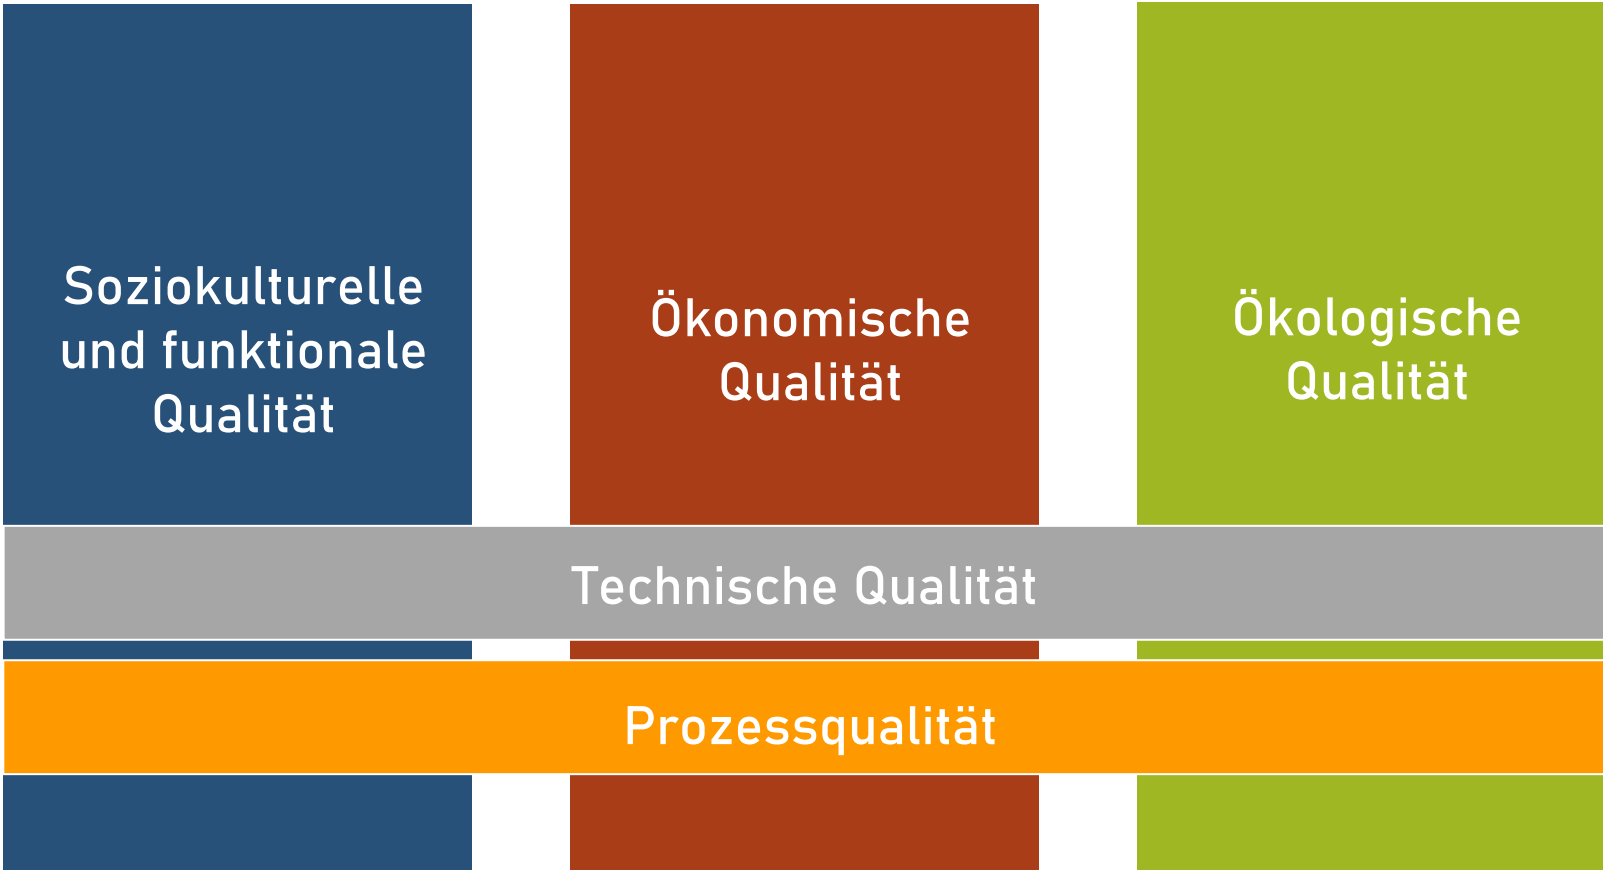 Soziokulturelle
und funktionale
Qualität
Ökonomische
Qualität
Ökologische
Qualität
Technische Qualität
Prozessqualität